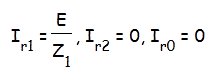 I_r1 = E/Z_1 , I_r2 = 0, I_r0 = 0